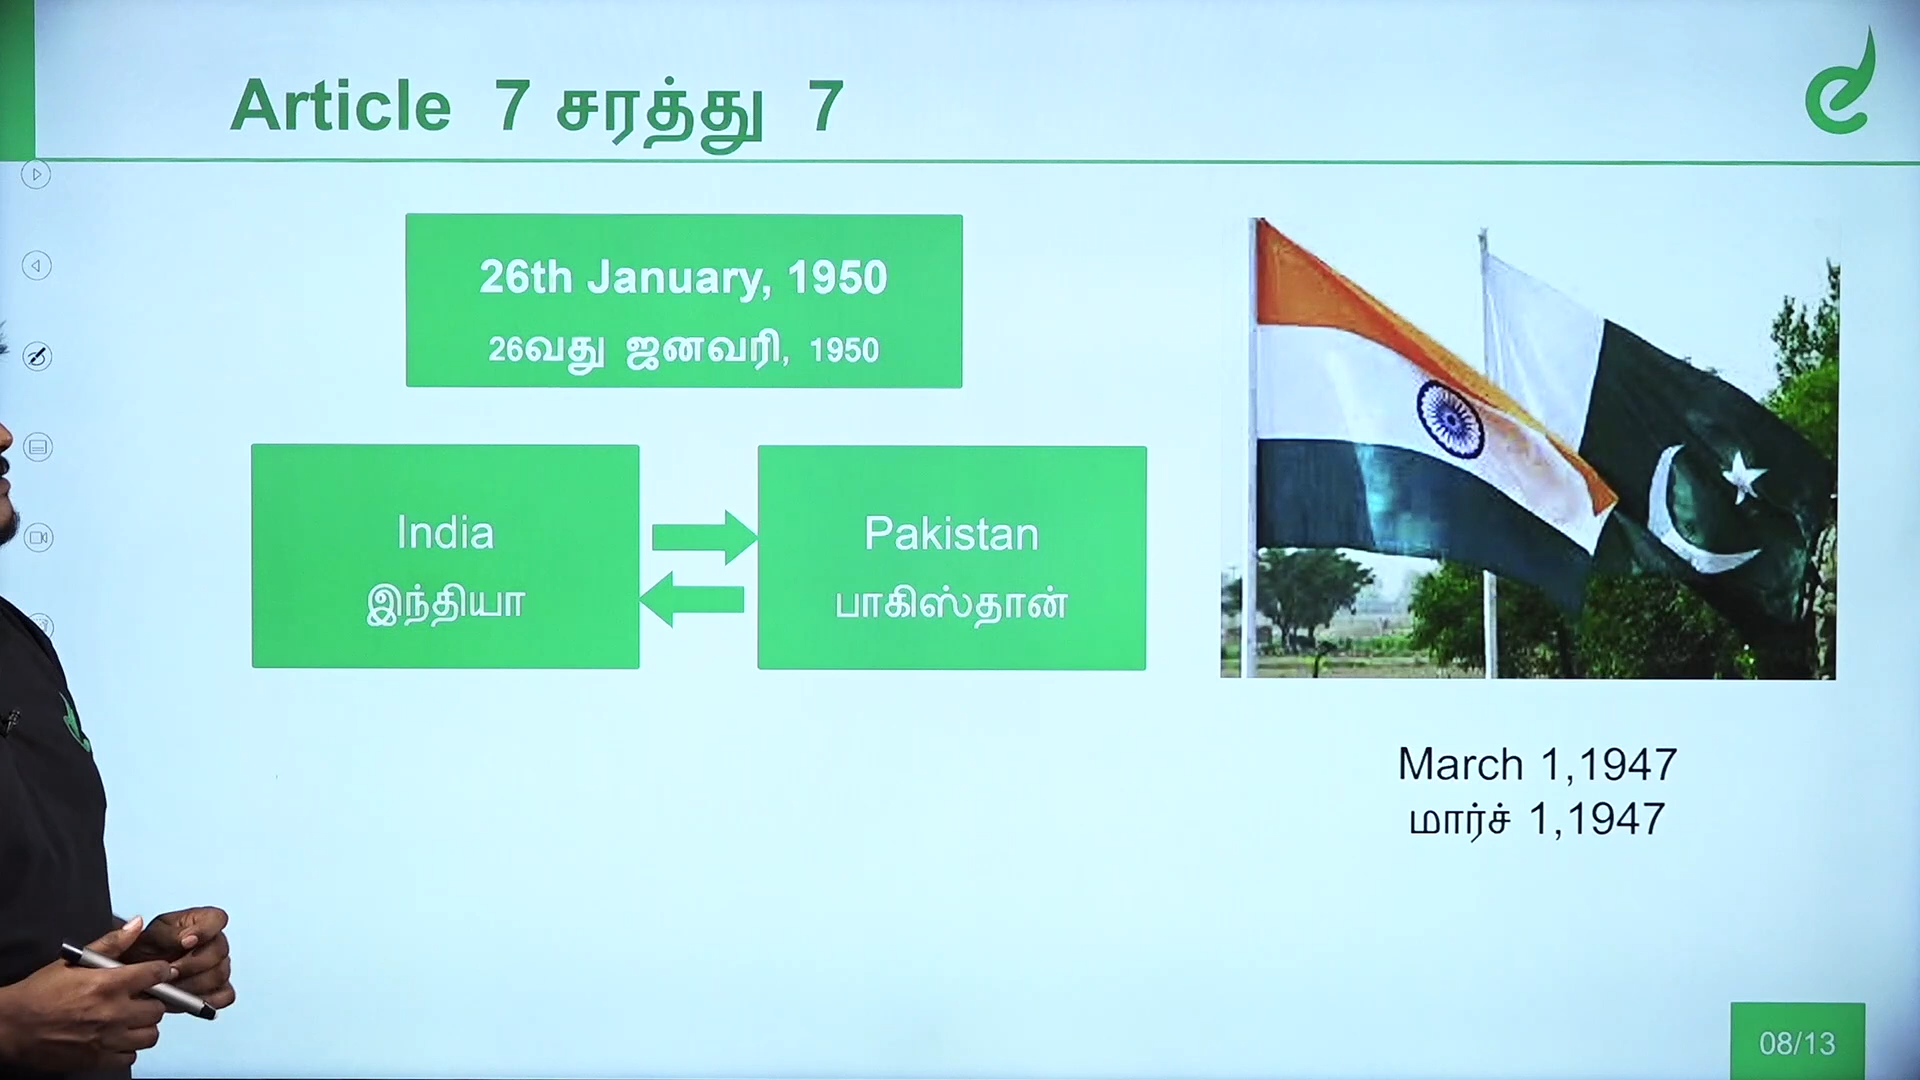 Article 7 சரத்து 7
26th January, 1950
26வது ஜனவரி, 1950
India
இந்தியா
Pakistan
பாகிஸ்தான்
March 1,1947
மார்ச் 1,1947
08/13